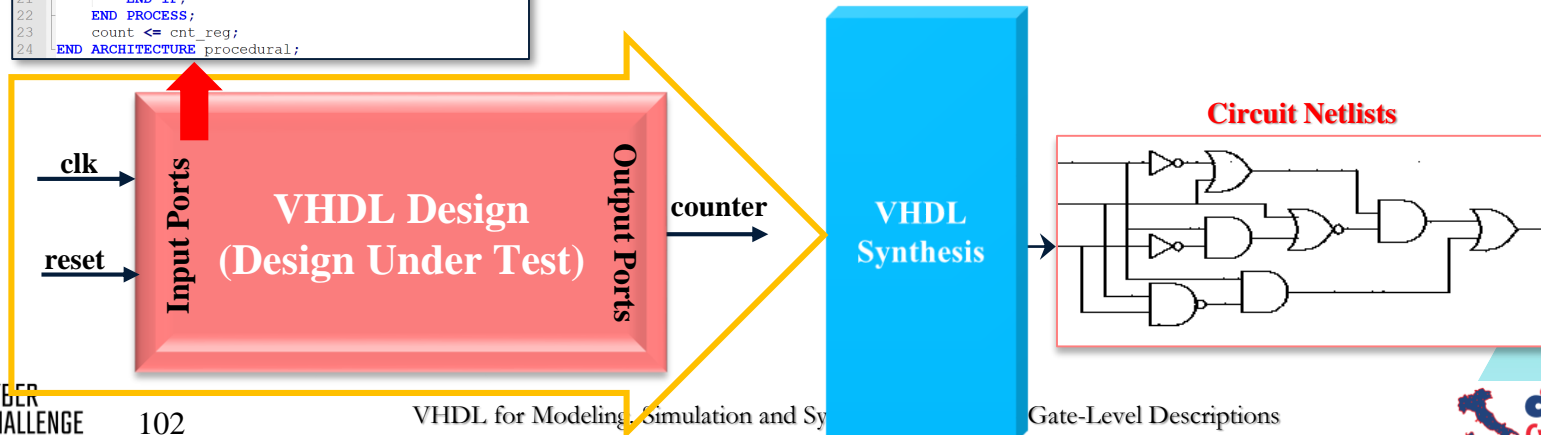 22 END PROCESS;
23 count <= cnt_reg;
24 END ARCHITECTURE procedural;
Circuit Netlists
clk
reset
Input Ports
VHDL Design
(Design Under Test)
Output Ports
counter
VHDL
Synthesis
CHALLENGE
102
VHDL for Modeling, Simulation and Sy
Gate-Level Descriptions